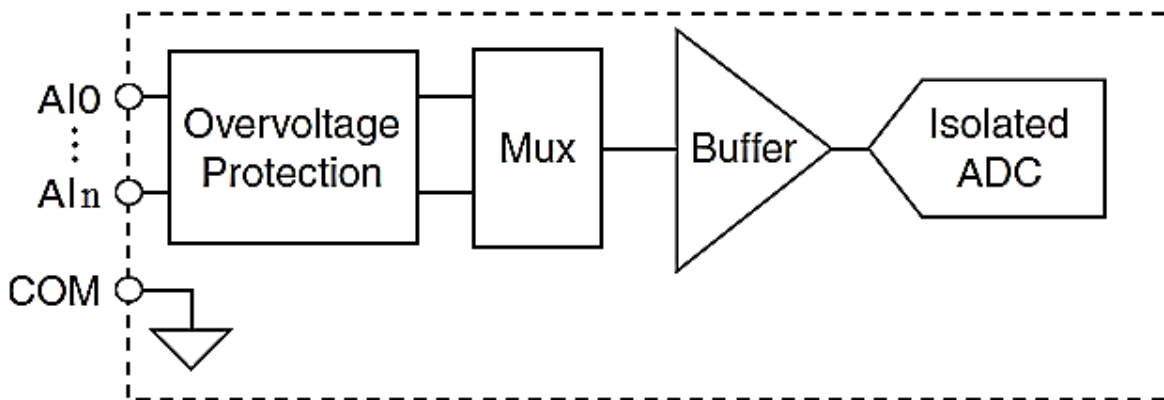 AI0
AIn
COM
Overvoltage
Protection
Mux
Buffer
Isolated
ADC